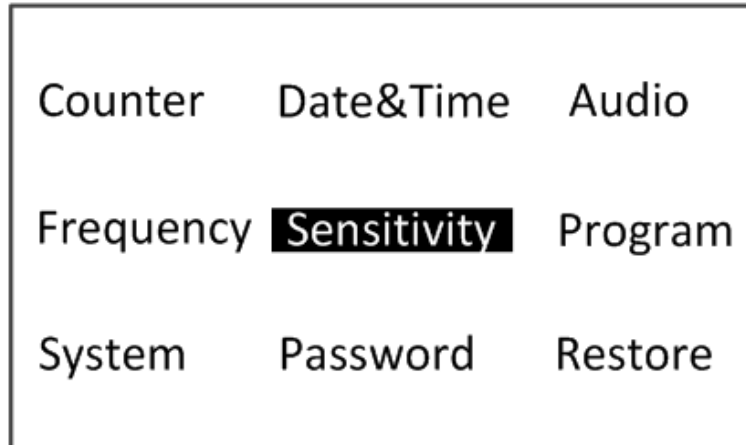 Counter Date&Time Audio
Frequency Sensitivity Program
System Password Restore